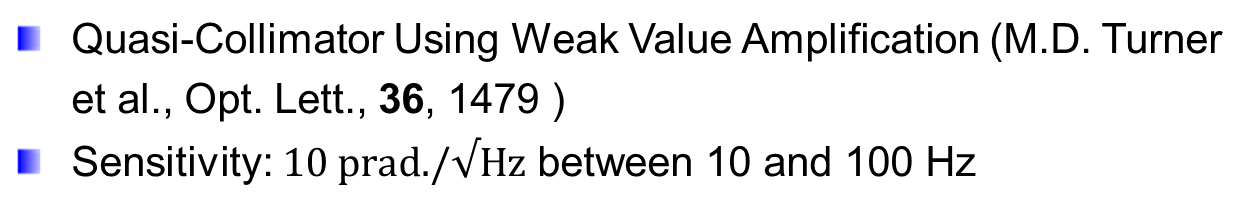 Quasi-Collimator Using Weak Value Amplification (M.D. Turner
et al., Opt. Lett., 36, 1479 )
Sensitivity: 10 prad./√Hz between 10 and 100 Hz